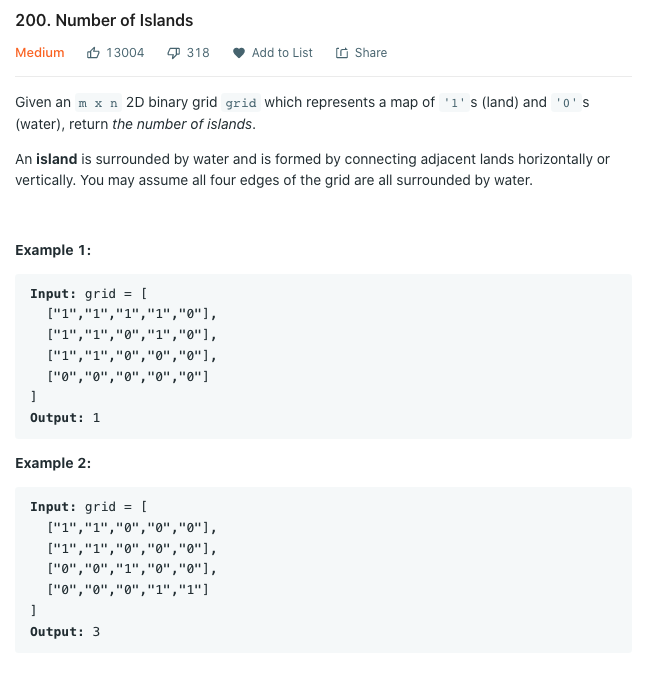 200. Number of Islands
Medium 13004 318 Add to List Share
Given an m x n 2D binary grid grid which represents a map of '1' s (land) and '0' s
(water), return the number of islands.
An island is surrounded by water and is formed by connecting adjacent lands horizontally or
vertically. You may assume all four edges of the grid are all surrounded by water.
Example 1:
Input: grid = [
["1","1","1","1","0"],
["1","1","0","1","0"],
["1","1","0","0","0"],
["0","0","0","0","0"]
]
Output: 1
Example 2:
Input: grid = [
["1","1","0","0","0"],
["1","1","0","0","0"],
["0","0","1","0","0"],
["0","0","0","1","1"]
]
Output: 3